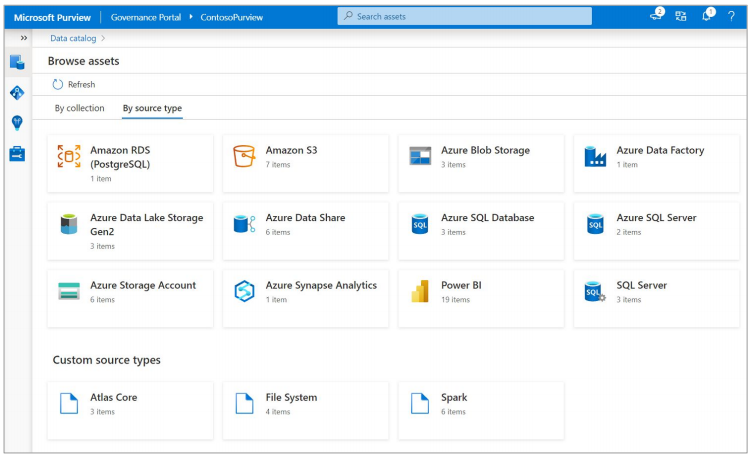 Microsoft Purview | Governance Portal ContosoPurview Search assets 2 1 ?
Data catalog >
Browse assets
Refresh
By collection By source type
Amazon RDS
(PostgreSQL)
1 item
Amazon S3
7 items
Azure Blob Storage
3 items
Azure Data Factory
1 item
Azure Data Lake Storage
Gen2
3 items
Azure Data Share
6 items
SQL
Azure SQL Database
3 items
SQL
Azure SQL Server
2 items
Azure Storage Account
6 items
Azure Synapse Analytics
1 item
Power BI
19 items
SQL
SQL Server
3 items
Custom source types
Atlas Core
3 items
File System
4 items
Spark
6 items